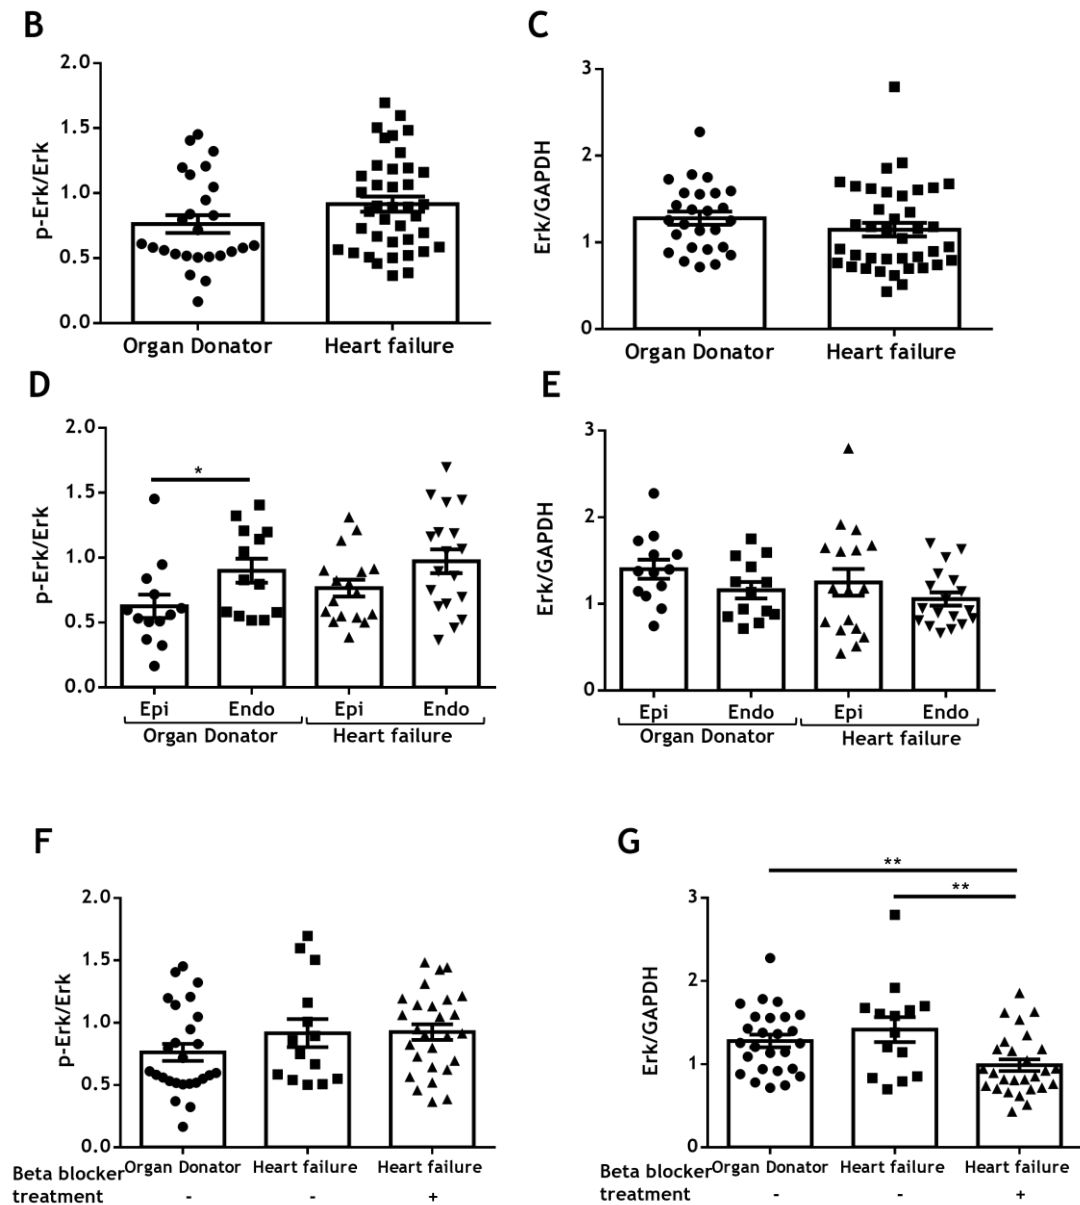 B
C
p-Erk/Erk
2.0
1.5
1.0
0.5
0.0
Organ Donator Heart failure
Erk/GAPDH
3
2
1
0
Organ Donator Heart failure
D
E
p-Erk/Erk
2.0
1.5
1.0
0.5
0.0
*
Epi Endo Epi Endo
Organ Donator Heart failure
Erk/GAPDH
3
2
1
0
Epi Endo Epi Endo
Organ Donator Heart failure
F
G
p-Erk/Erk
2.0
1.5
1.0
0.5
0.0
Organ Donator Heart failure Heart failure
Beta blocker
treatment - - +
Erk/GAPDH
3
2
1
0
**
**
Organ Donator Heart failure Heart failure
Beta blocker
treatment - - +